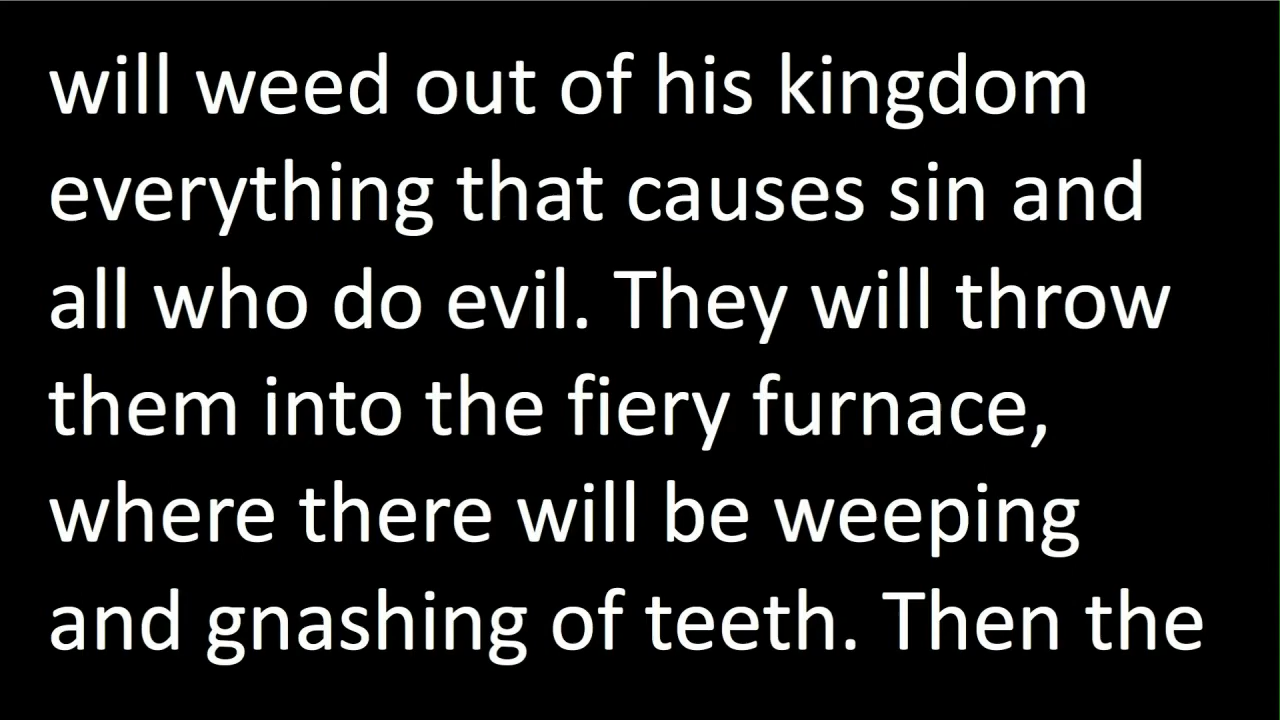 will weed out of his kingdom
everything that causes sin and
all who do evil. They will throw
them into the fiery furnace,
where there will be weeping
and gnashing of teeth. Then the